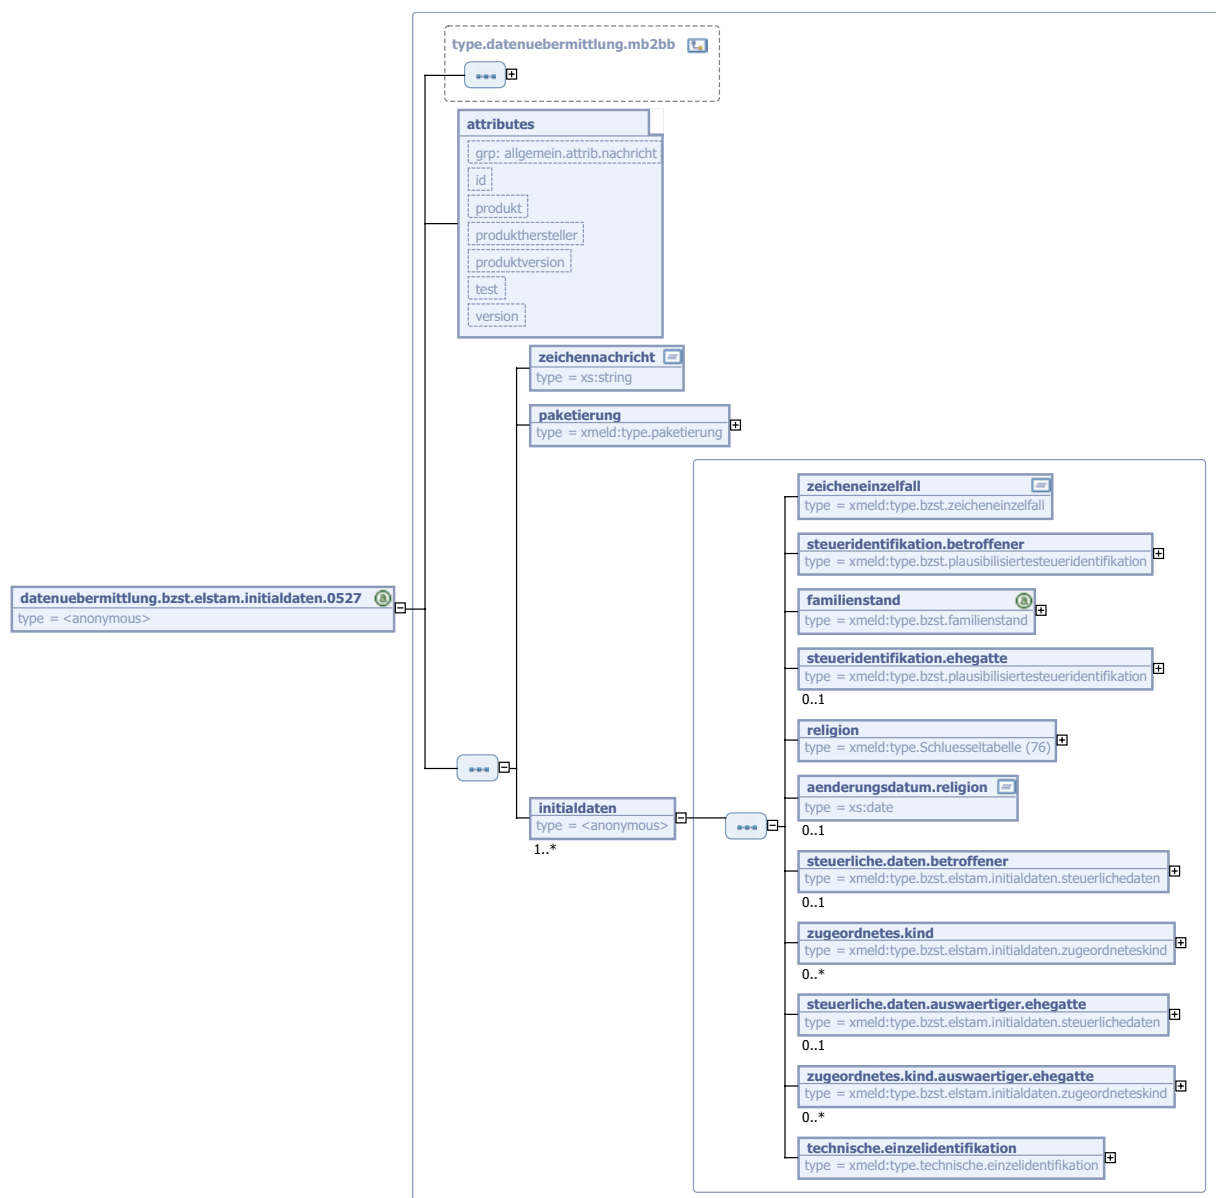 type.datenuebermittlung.mb2bb
attributes
grp: allgemein.attrib.nachricht
id
produkt
produkthersteller
produktversion
test
version
zeichennachricht
type = xs:string
paketierung
type = xmeld:type.paketierung
datenuebermittlung.bzst.elstam.initialdaten.0527
type = <anonymous>
initialdaten
type = <anonymous>
1..*
zeicheneinzelfall
type = xmeld:type.bzst.zeicheneinzelfall
steueridentifikation.betroffener
type = xmeld:type.bzst.plausibilisiertesteueridentifikation
familienstand
type = xmeld:type.bzst.familienstand
steueridentifikation.ehegatte
type = xmeld:type.bzst.plausibilisiertesteueridentifikation
0..1
religion
type = xmeld:type.Schluesseltabelle (76)
aenderungsdatum.religion
type = xs:date
0..1
steuerliche.daten.betroffener
type = xmeld:type.bzst.elstam.initialdaten.steuerlichedaten
0..1
zugeordnetes.kind
type = xmeld:type.bzst.elstam.initialdaten.zugeordneteskind
0..*
steuerliche.daten.auswaertiger.ehegatte
type = xmeld:type.bzst.elstam.initialdaten.steuerlichedaten
0..1
zugeordnetes.kind.auswaertiger.ehegatte
type = xmeld:type.bzst.elstam.initialdaten.zugeordneteskind
0..*
technische.einzelidentifikation
type = xmeld:type.technische.einzelidentifikation